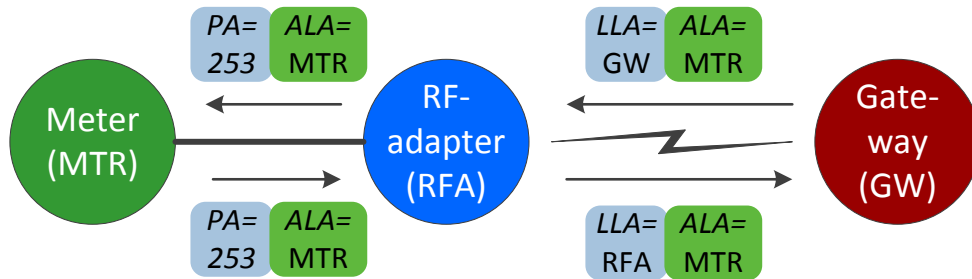 PA=
253
ALA=
MTR
LLA=
GW
ALA=
MTR
Meter
(MTR)
RF-
adapter
(RFA)
Gate-
way
(GW)
PA=
253
ALA=
MTR
LLA=
RFA
ALA=
MTR